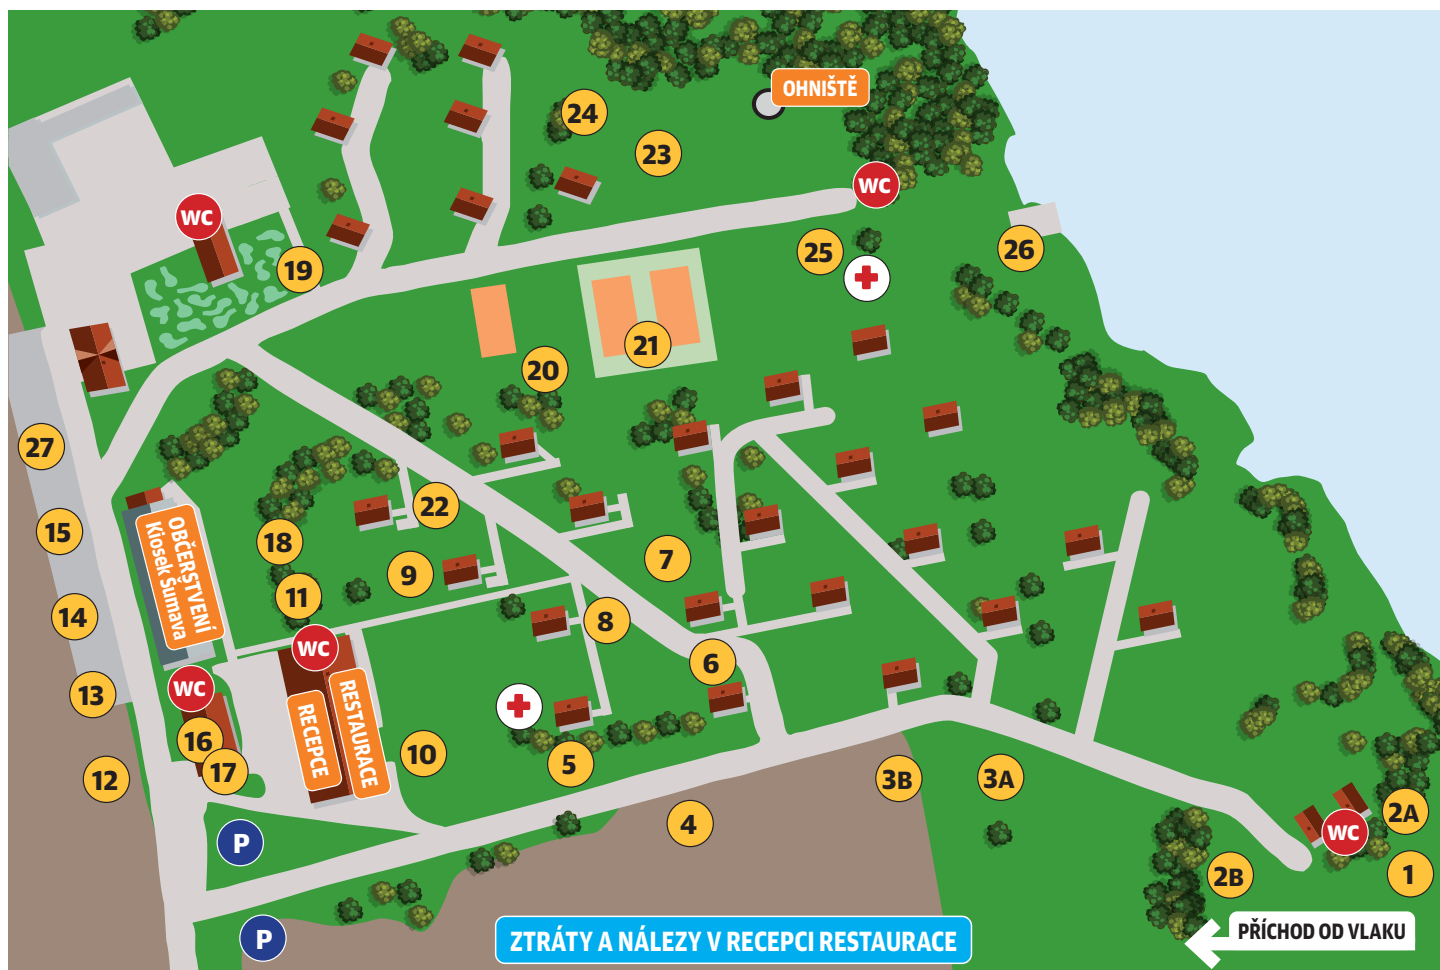 OHNIŠTĚ
24
23
WC
WC
25
26
19
21
20
27
22
15
18
OBČERŠTVENÍ
Kiosek Šumava
9
7
11
14
8
WC
6
WC
13
RECEPCE
RESTAURACE
16
17
10
5
12
3B
3A
4
2A
WC
P
1
2B
P
ZTRÁTY A NÁLEZY V RECEPCI RESTAURACE
PŘÍCHOD OD VLAKU